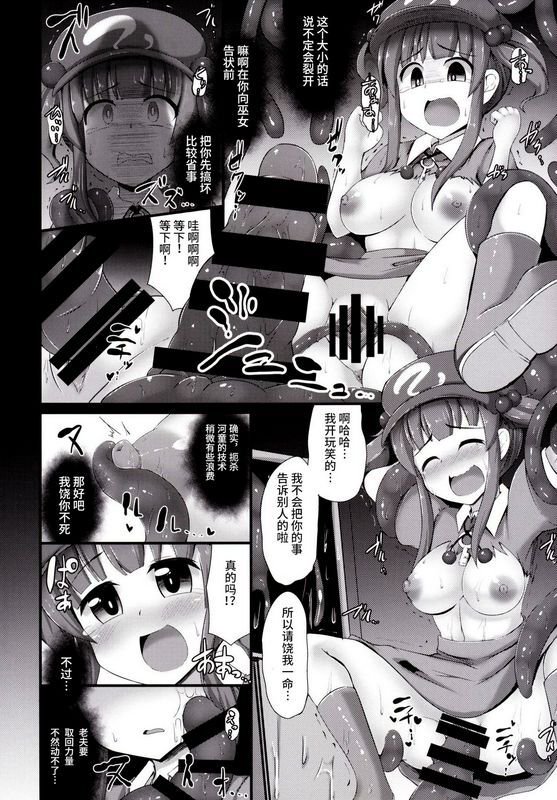 这个大小的话
说不定会裂开
嘛啊在你向巫女
告状前
把你先搞坏
比较省事
哇啊啊啊
等下！
等下啊！
啊哈哈…
我开玩笑的…
我不会把你的事
告诉别人的啦
所以请饶我一命…
确实，扼杀
河童的技术
稍微有些浪费
那好吧
我饶你不死
真的吗!?
不过…
老夫要
取回力量
不然动不了…